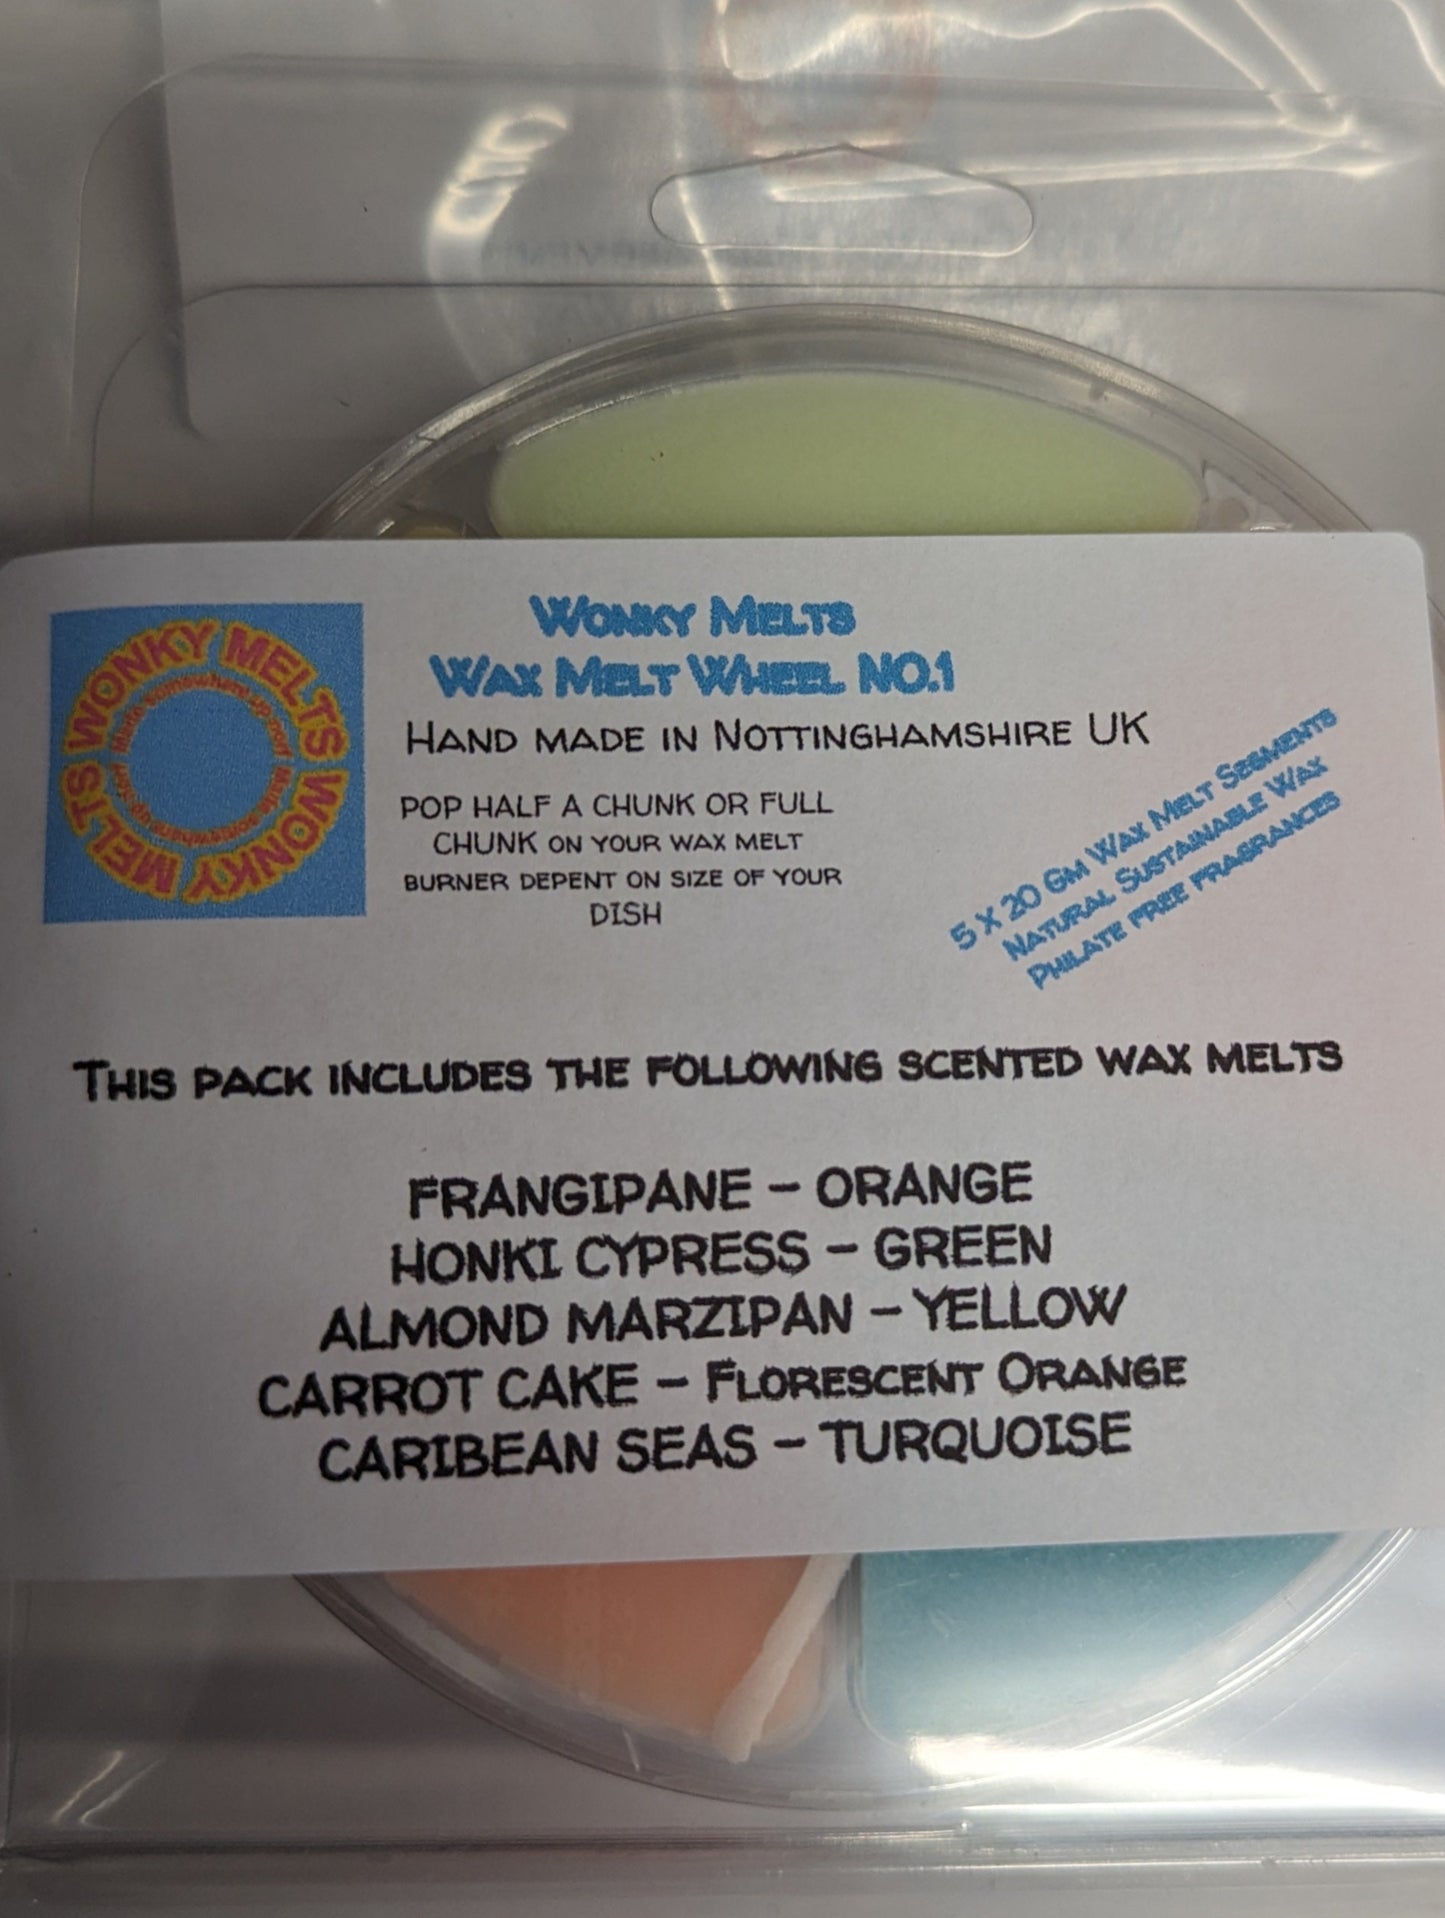 WONKY MELTS WONKY MELTS
WONKY MELTS
WAX MELT WHEEL NO.1
HAND MADE IN NOTTINGHAMSHIRE UK
POP HALF A CHUNK OR FULL
CHUNK ON YOUR WAX MELT
BURNER DEPENT ON SIZE OF YOUR
DISH
5 X 20 GM WAX MELT SEGMENTS
NATURAL SUSTAINABLE WAX
PHILATE FREE FRAGRANCES
THIS PACK INCLUDES THE FOLLOWING SCENTED WAX MELTS
FRANGIPANE – ORANGE
HONKI CYPRESS – GREEN
ALMOND MARZIPAN – YELLOW
CARROT CAKE – FLORESCENT ORANGE
CARIBEAN SEAS – TURQUOISE